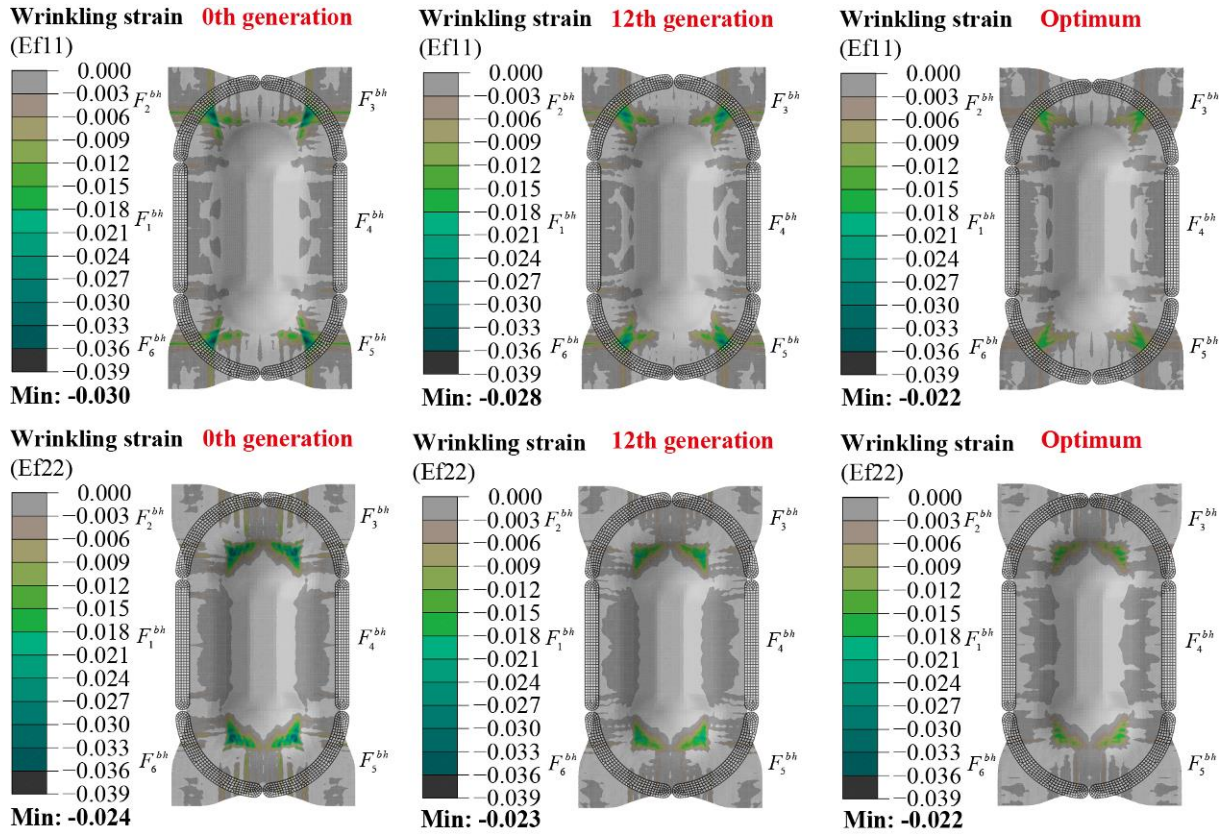 Wrinkling strain 0th generation
(Ef11)
0.000
−0.003
−0.006
−0.009
−0.012
−0.015
−0.018
−0.021
−0.024
−0.027
−0.030
−0.033
−0.036
−0.039
Min: -0.030
F₂ᵇʰ
F₃ᵇʰ
F₁ᵇʰ
F₄ᵇʰ
F₆ᵇʰ
F₅ᵇʰ
Wrinkling strain 12th generation
(Ef11)
0.000
−0.003
−0.006
−0.009
−0.012
−0.015
−0.018
−0.021
−0.024
−0.027
−0.030
−0.033
−0.036
−0.039
Min: -0.028
F₂ᵇʰ
F₃ᵇʰ
F₁ᵇʰ
F₄ᵇʰ
F₆ᵇʰ
F₅ᵇʰ
Wrinkling strain Optimum
(Ef11)
0.000
−0.003
−0.006
−0.009
−0.012
−0.015
−0.018
−0.021
−0.024
−0.027
−0.030
−0.033
−0.036
−0.039
Min: -0.022
F₂ᵇʰ
F₃ᵇʰ
F₁ᵇʰ
F₄ᵇʰ
F₆ᵇʰ
F₅ᵇʰ
Wrinkling strain 0th generation
(Ef22)
0.000
−0.003
−0.006
−0.009
−0.012
−0.015
−0.018
−0.021
−0.024
−0.027
−0.030
−0.033
−0.036
−0.039
Min: -0.024
F₂ᵇʰ
F₃ᵇʰ
F₁ᵇʰ
F₄ᵇʰ
F₆ᵇʰ
F₅ᵇʰ
Wrinkling strain 12th generation
(Ef22)
0.000
−0.003
−0.006
−0.009
−0.012
−0.015
−0.018
−0.021
−0.024
−0.027
−0.030
−0.033
−0.036
−0.039
Min: -0.023
F₂ᵇʰ
F₃ᵇʰ
F₁ᵇʰ
F₄ᵇʰ
F₆ᵇʰ
F₅ᵇʰ
Wrinkling strain Optimum
(Ef22)
0.000
−0.003
−0.006
−0.009
−0.012
−0.015
−0.018
−0.021
−0.024
−0.027
−0.030
−0.033
−0.036
−0.039
Min: -0.022
F₂ᵇʰ
F₃ᵇʰ
F₁ᵇʰ
F₄ᵇʰ
F₆ᵇʰ
F₅ᵇʰ